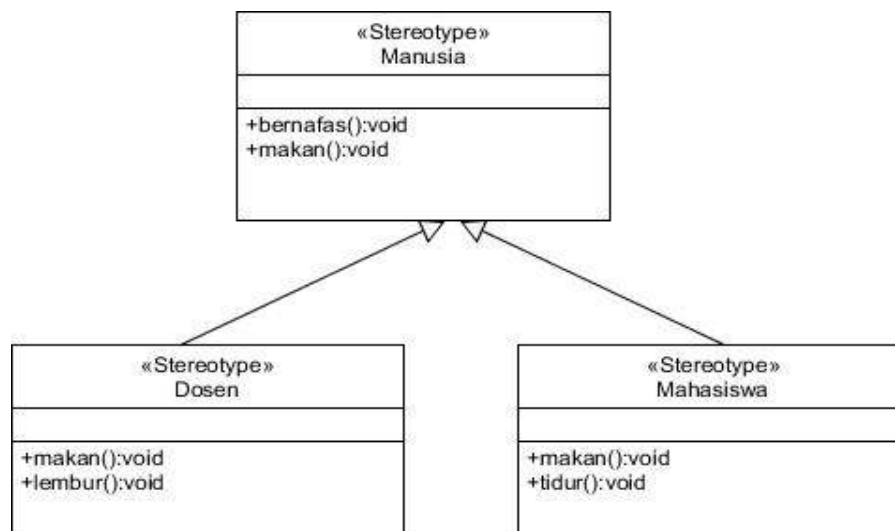 «Stereotype»
Manusia
+bernafas():void
+makan():void
«Stereotype»
Dosen
+makan():void
+lembur():void
«Stereotype»
Mahasiswa
+makan():void
+tidur():void